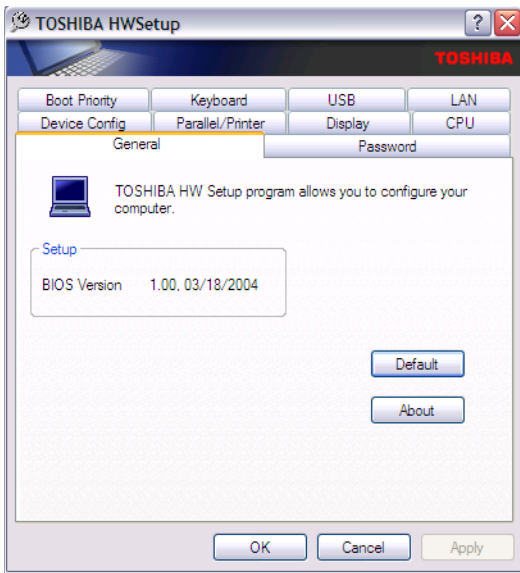 TOSHIBA HWSetup
TOSHIBA
Boot Priority Keyboard USB LAN
Device Config Parallel/Printer Display CPU
General Password
TOSHIBA HW Setup program allows you to configure your
computer.
Setup
BIOS Version 1.00, 03/18/2004
Default
About
OK Cancel Apply